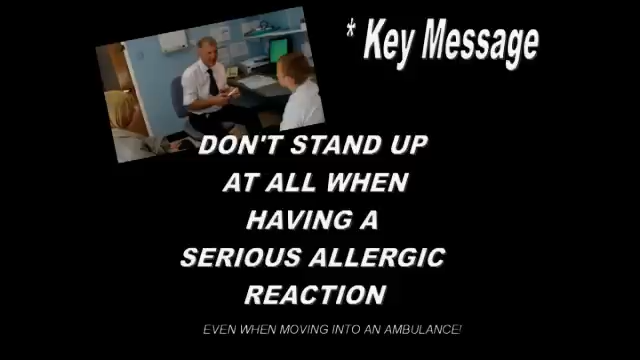 * Key Message
DON'T STAND UP
AT ALL WHEN
HAVING A
SERIOUS ALLERGIC
REACTION
EVEN WHEN MOVING INTO AN AMBULANCE!